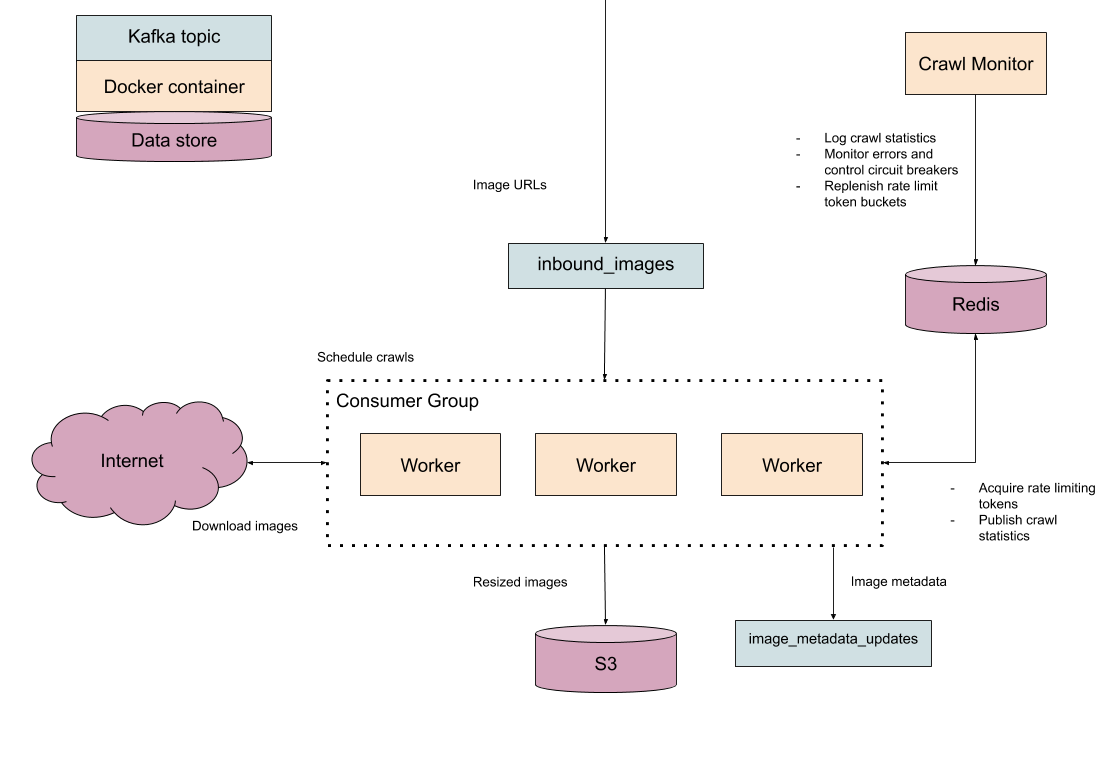 Kafka topic
Docker container
Data store
Crawl Monitor
- Log crawl statistics
- Monitor errors and
control circuit breakers
- Replenish rate limit
token buckets
Image URLs
inbound_images
Redis
Schedule crawls
Consumer Group
Internet
Worker
Worker
Worker
Download images
- Acquire rate limiting
tokens
- Publish crawl
statistics
Resized images
Image metadata
S3
image_metadata_updates